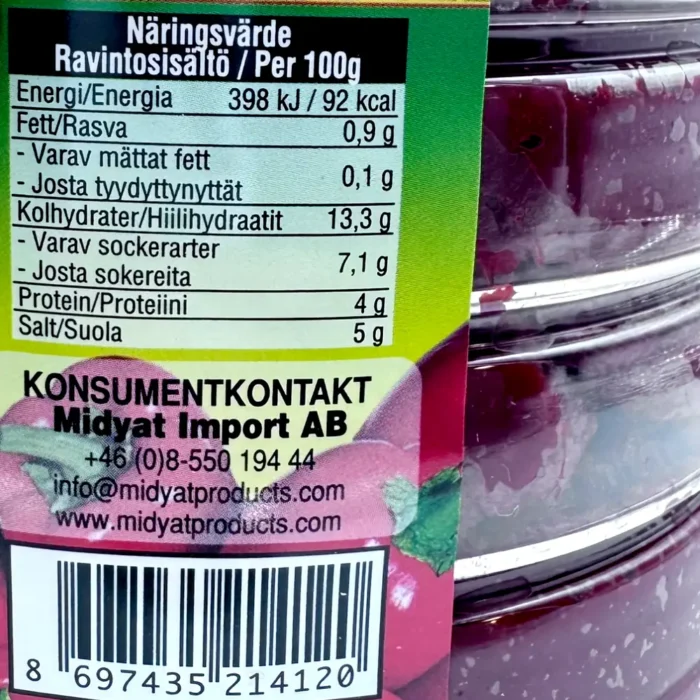 Näringsvärde
Ravintosisältö / Per 100g
Energi/Energia 398 kJ / 92 kcal
Fett/Rasva 0,9 g
- Varav mättat fett
- Josta tyydyttynyttät 0,1 g
Kolhydrater/Hiilihydraatit 13,3 g
- Varav sockerarter
- Josta sokereita 7,1 g
Protein/Proteiini 4 g
Salt/Suola 5 g
KONSUMENTKONTAKT
Midyat Import AB
+46 (0)8-550 194 44
info@midyatproducts.com
www.midyatproducts.com
8 697435 214120